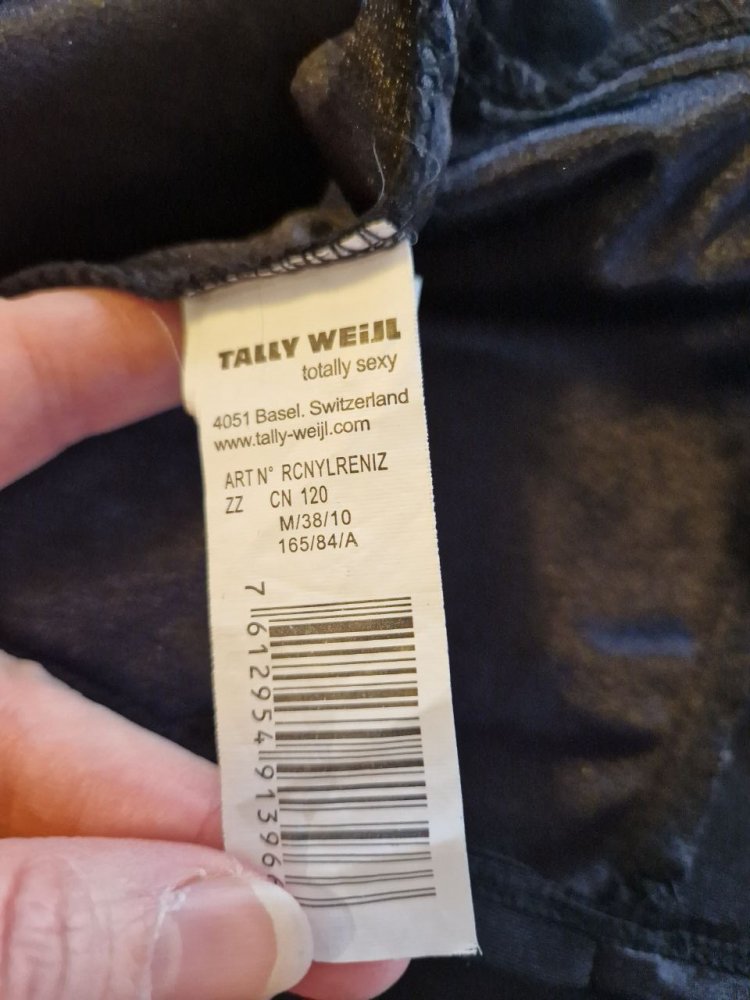 TALLY WEiJL
totally sexy
4051 Basel. Switzerland
www.tally-weijl.com
ART N° RCNYLRENIZ
ZZ CN 120
M/38/10
165/84/A
7 612954 913966